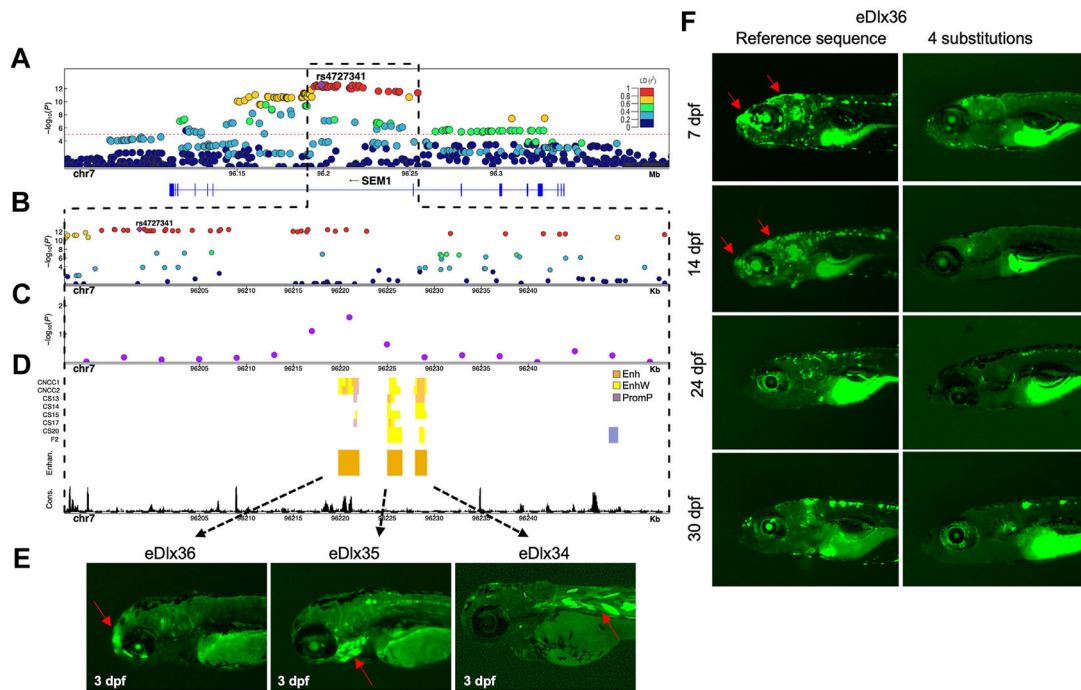 A
rs4727341
LD (r²)
1
0.8
0.6
0.4
0.2
0
−log₁₀(P)
12
10
8
6
4
2
chr7
96.15
96.2
96.25
96.3
Mb
← SEM1
B
rs4727341
−log₁₀(P)
12
10
8
6
4
2
0
chr7
96205
96210
96215
96220
96225
96230
96235
96240
Kb
C
−log₁₀(P)
2
1
chr7
96205
96210
96215
96220
96225
96230
96235
96240
Kb
D
CNCC1
CNCC2
CS13
CS14
CS15
CS17
CS20
F2
Enh
EnhW
PromP
Enhan.
Cons.
chr7
96205
96210
96215
96220
96225
96230
96235
96240
Kb
E
eDlx36
eDlx35
eDlx34
3 dpf
3 dpf
3 dpf
F
eDlx36
Reference sequence
4 substitutions
7 dpf
14 dpf
24 dpf
30 dpf